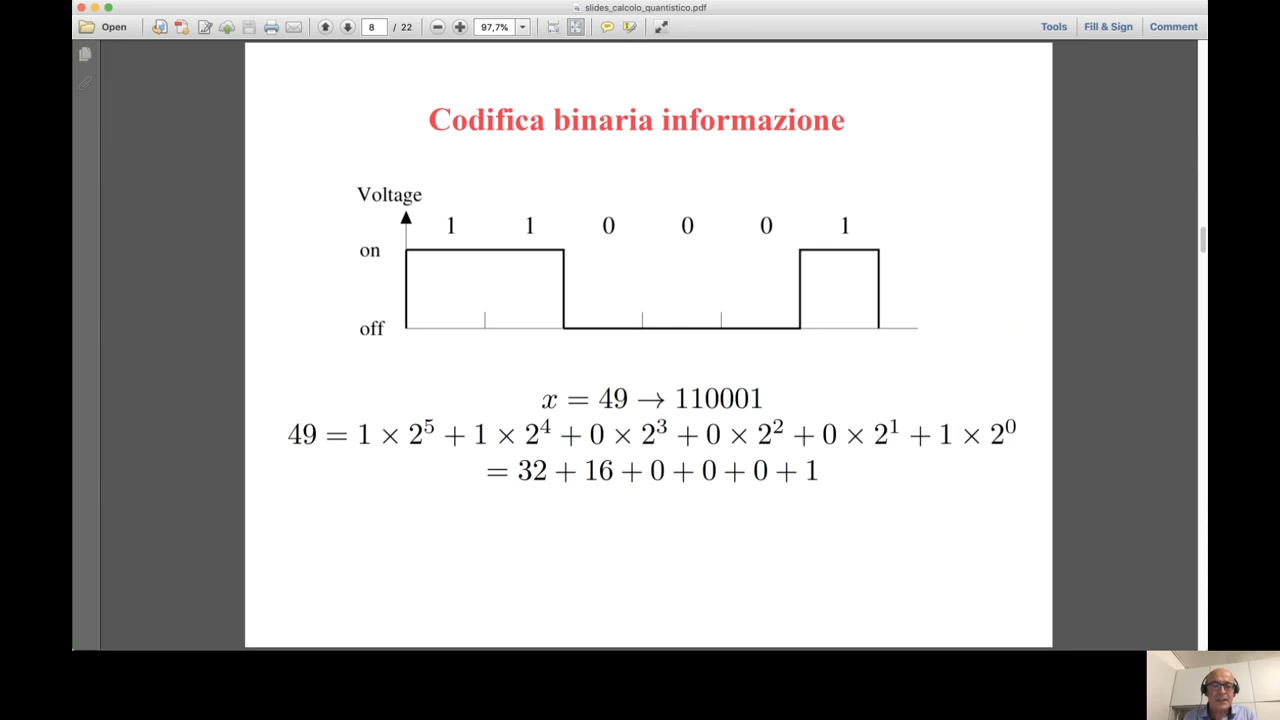 slides_calcolo_quantistico.pdf
Open 8 / 22 97,7% Tools Fill & Sign Comment
Codifica binaria informazione
Voltage
1 1 0 0 0 1
on
off
x = 49 → 110001
49 = 1 × 2^5 + 1 × 2^4 + 0 × 2^3 + 0 × 2^2 + 0 × 2^1 + 1 × 2^0
= 32 + 16 + 0 + 0 + 0 + 1